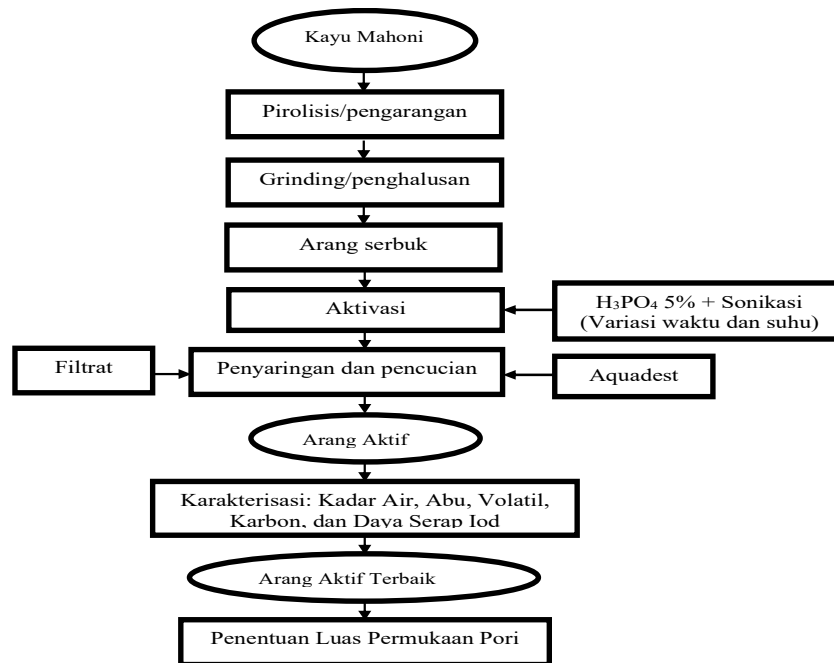 Kayu Mahoni
Pirolisis/pengarangan
Grinding/penghalusan
Arang serbuk
Aktivasi
H₃PO₄ 5% + Sonikasi
(Variasi waktu dan suhu)
Filtrat
Penyaringan dan pencucian
Aquadest
Arang Aktif
Karakterisasi: Kadar Air, Abu, Volatil,
Karbon, dan Daya Serap Iod
Arang Aktif Terbaik
Penentuan Luas Permukaan Pori